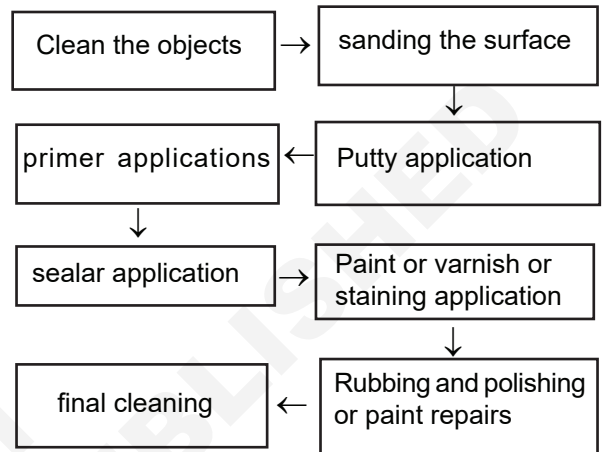 Clean the objects → sanding the surface
↓
primer applications ← Putty application
↓
sealar application → Paint or varnish or
staining application
↓
final cleaning ← Rubbing and polishing
or paint repairs